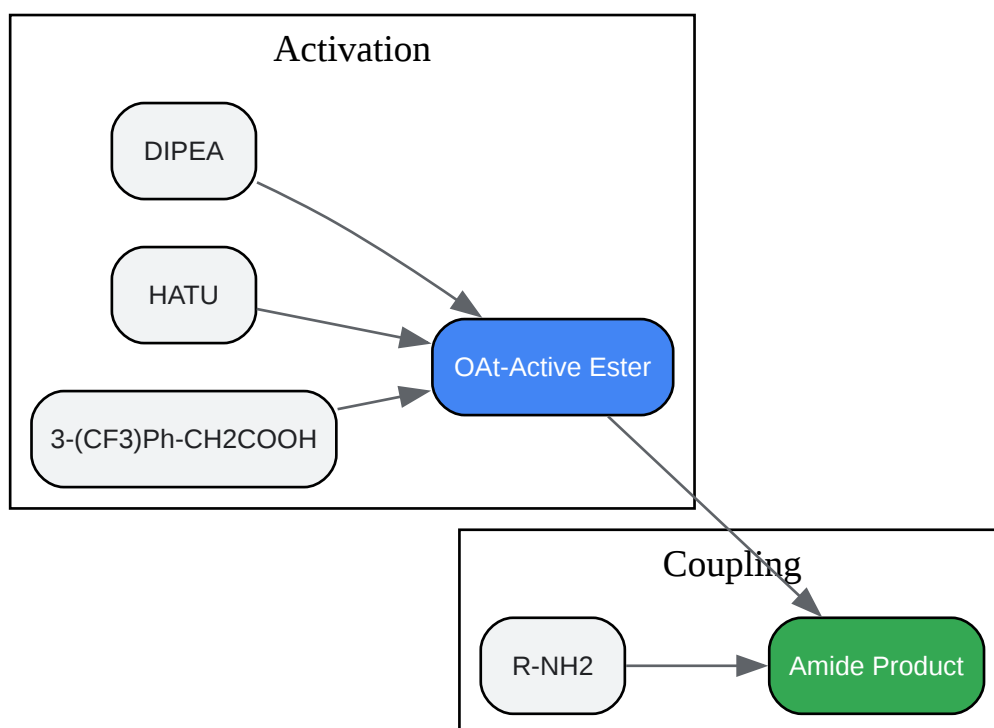 Activation
DIPEA
HATU
OAt-Active Ester
3-(CF3)Ph-CH2COOH
Coupling
R-NH2
Amide Product